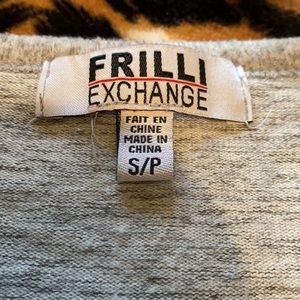 FRILLI
EXCHANGE
FAIT EN
CHINE
MADE IN
CHINA
S/P